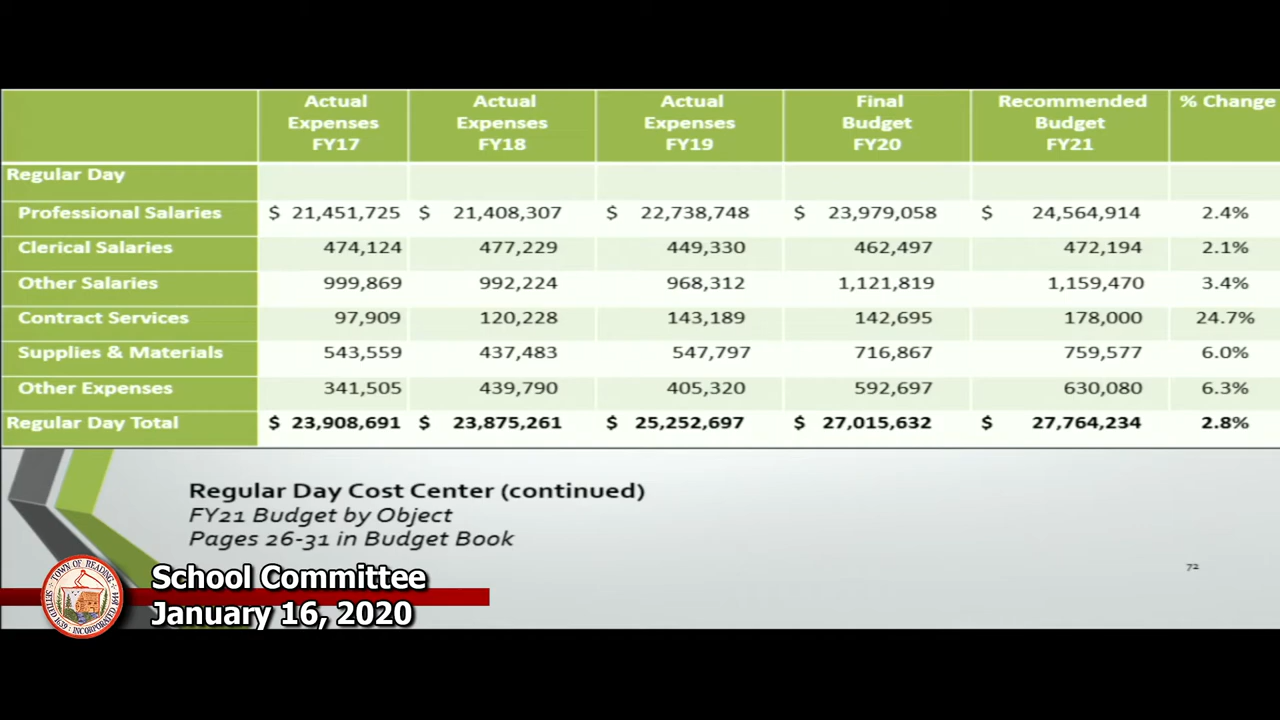 Actual Expenses FY17 Actual Expenses FY18 Actual Expenses FY19 Final Budget FY20 Recommended Budget FY21 % Change
Regular Day
Professional Salaries $ 21,451,725 $ 21,408,307 $ 22,738,748 $ 23,979,058 $ 24,564,914 2.4%
Clerical Salaries 474,124 477,229 449,330 462,497 472,194 2.1%
Other Salaries 999,869 992,224 968,312 1,121,819 1,159,470 3.4%
Contract Services 97,909 120,228 143,189 142,695 178,000 24.7%
Supplies & Materials 543,559 437,483 547,797 716,867 759,577 6.0%
Other Expenses 341,505 439,790 405,320 592,697 630,080 6.3%
Regular Day Total $ 23,908,691 $ 23,875,261 $ 25,252,697 $ 27,015,632 $ 27,764,234 2.8%
Regular Day Cost Center (continued)
FY21 Budget by Object
Pages 26-31 in Budget Book
72
TOWN OF READING
SETTLED 1639 INCORPORATED 1644
School Committee
January 16, 2020